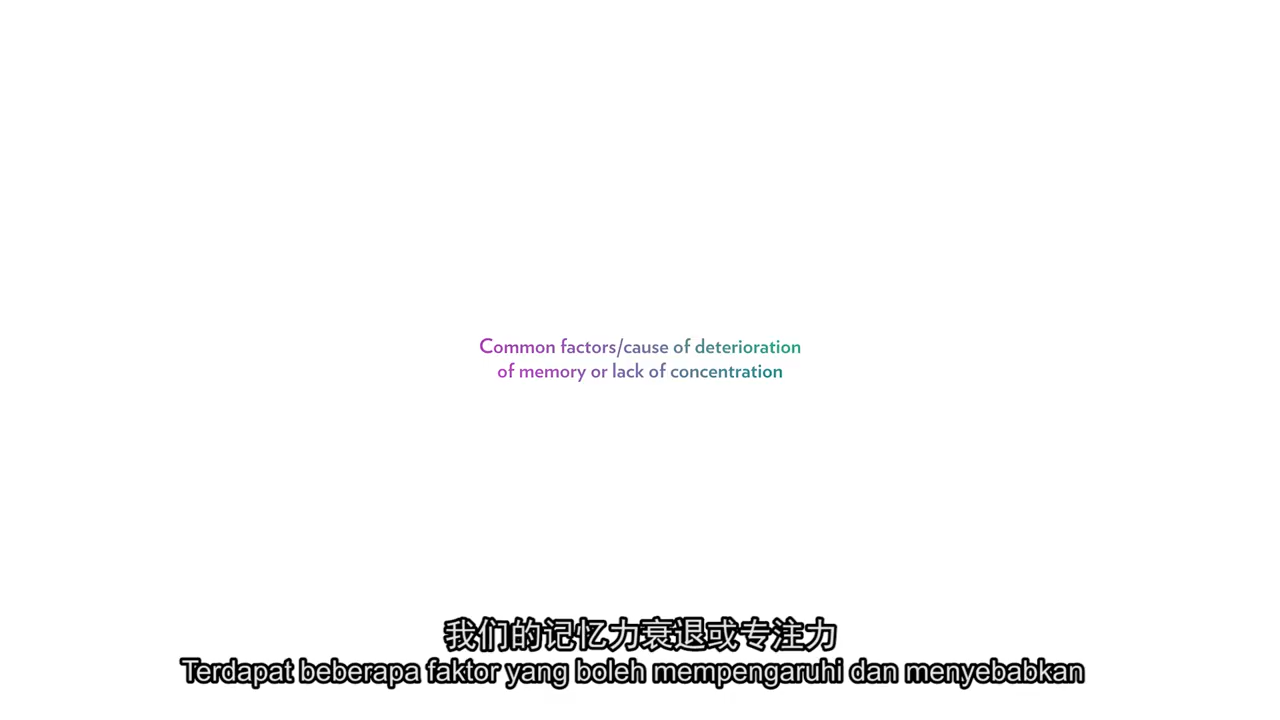 Common factors/cause of deterioration
of memory or lack of concentration
我们的记忆力衰退或专注力
Terdapat beberapa faktor yang boleh mempengaruhi dan menyebabkan